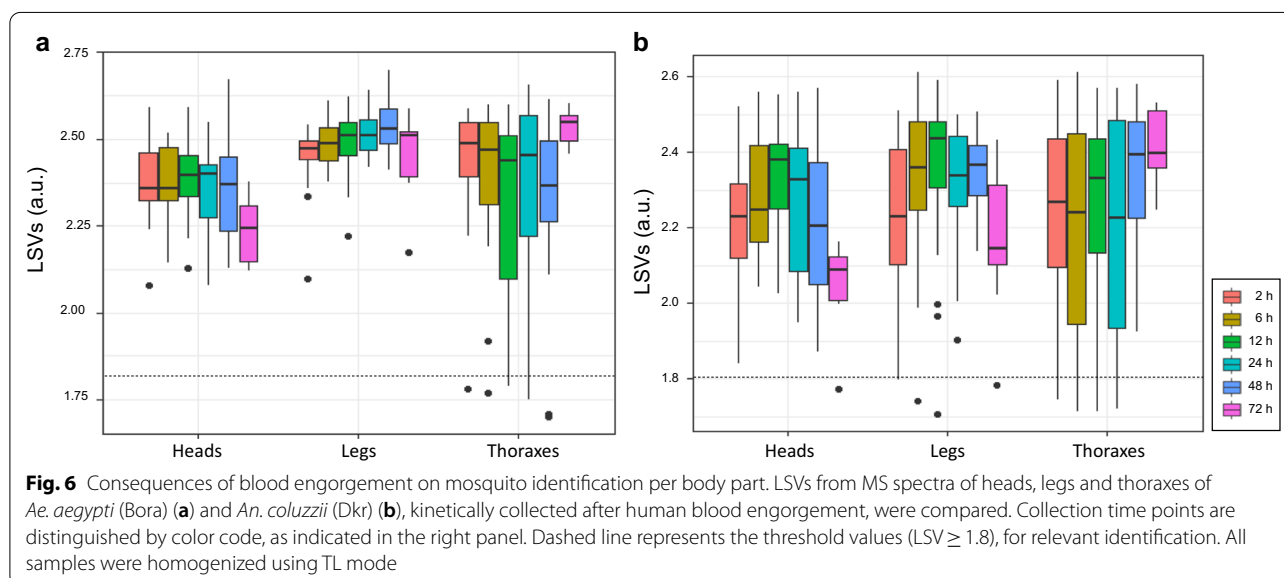 a
b
2.75
2.50
2.25
2.00
1.75
LSVs (a.u.)
Heads
Legs
Thoraxes
2.6
2.4
2.2
2.0
1.8
LSVs (a.u.)
Heads
Legs
Thoraxes
2 h
6 h
12 h
24 h
48 h
72 h
Fig. 6 Consequences of blood engorgement on mosquito identification per body part. LSVs from MS spectra of heads, legs and thoraxes of
Ae. aegypti (Bora) (a) and An. coluzzii (Dkr) (b), kinetically collected after human blood engorgement, were compared. Collection time points are
distinguished by color code, as indicated in the right panel. Dashed line represents the threshold values (LSV ≥ 1.8), for relevant identification. All
samples were homogenized using TL mode